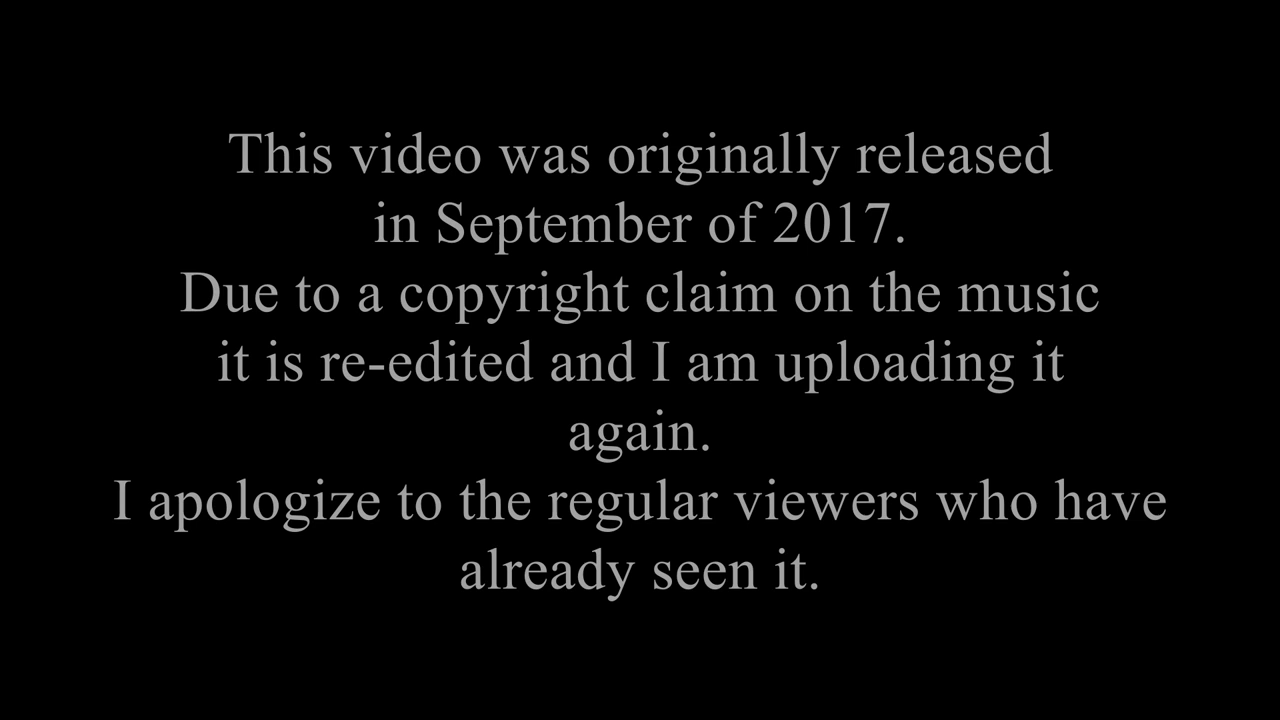 This video was originally released
in September of 2017.
Due to a copyright claim on the music
it is re-edited and I am uploading it
again.
I apologize to the regular viewers who have
already seen it.